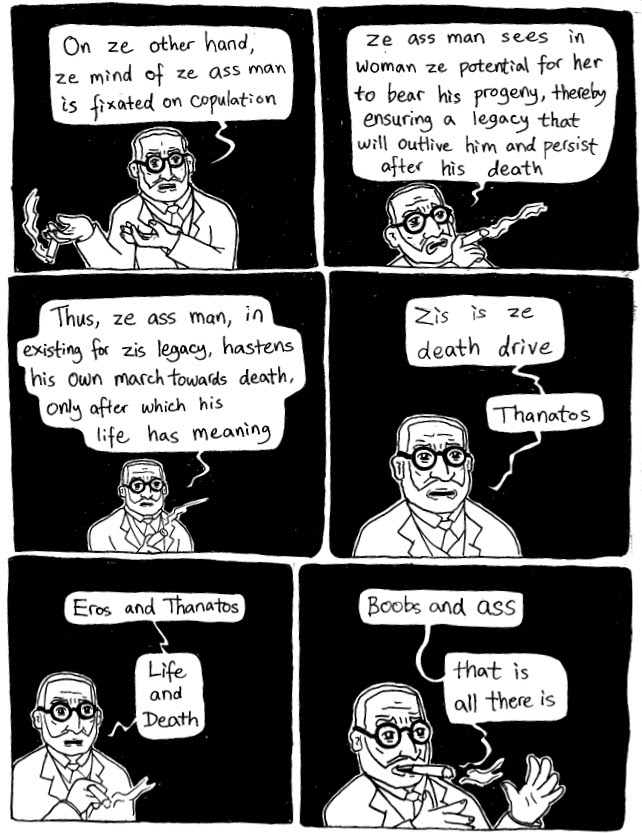 On ze other hand,
ze mind of ze ass man
is fixated on copulation
ze ass man sees in
woman ze potential for her
to bear his progeny, thereby
ensuring a legacy that
will outlive him and persist
after his death
Thus, ze ass man, in
existing for zis legacy, hastens
his own march towards death,
only after which his
life has meaning
Zis is ze
death drive
Thanatos
Eros and Thanatos
Life
and
Death
Boobs and ass
that is
all there is